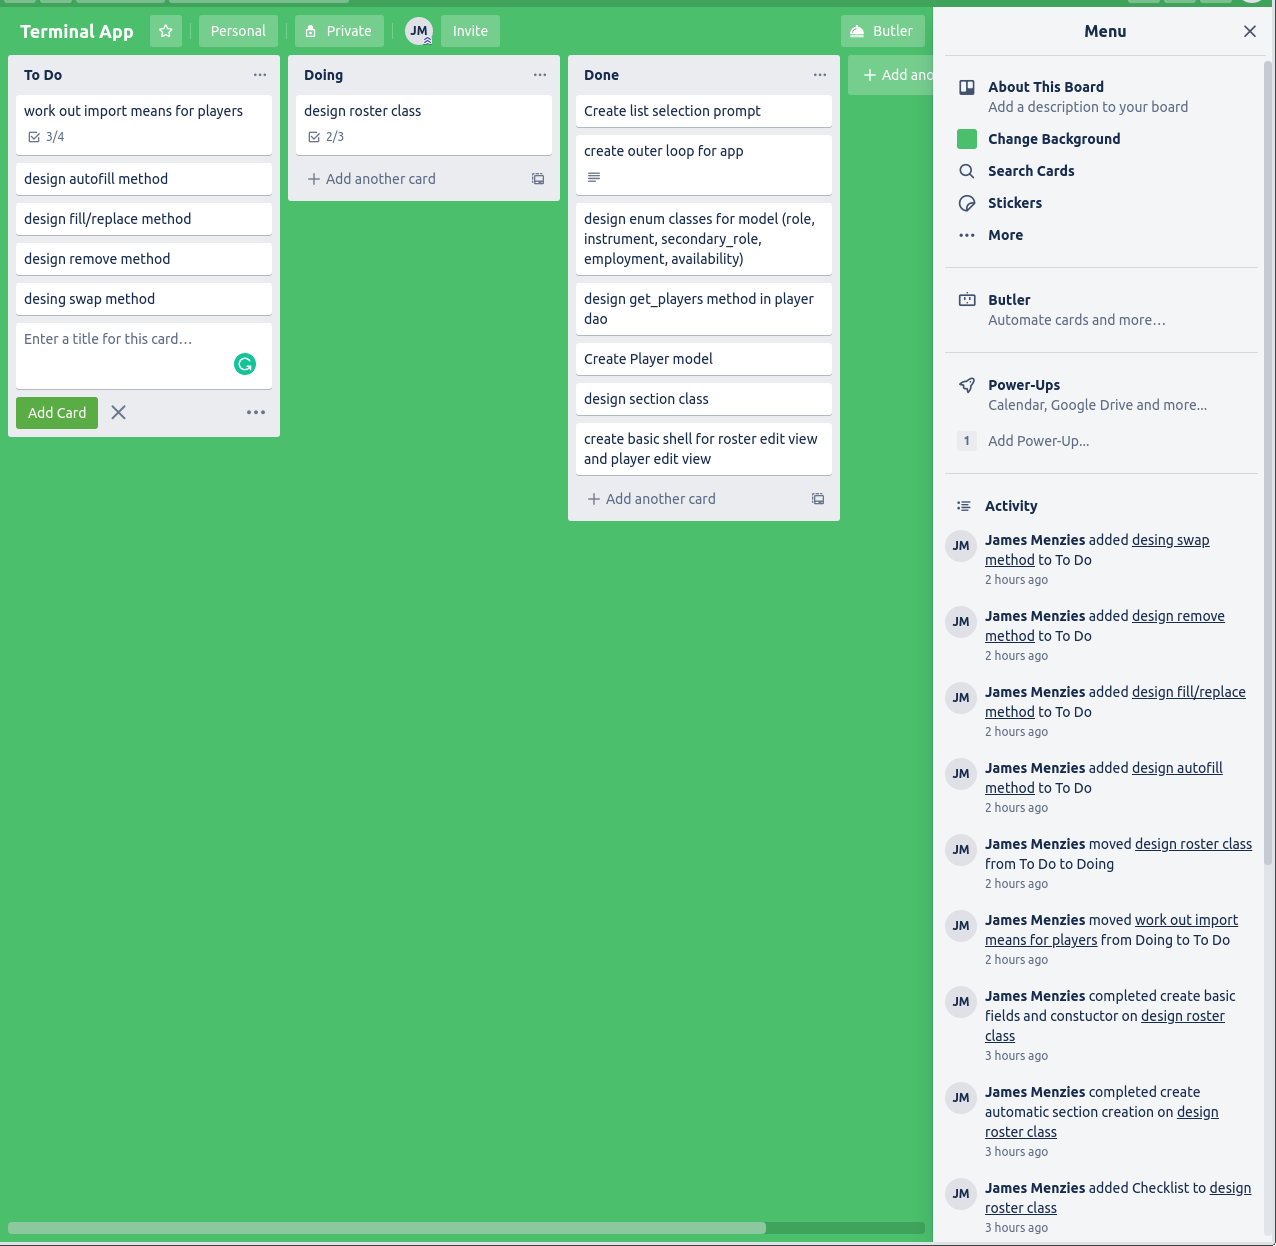 Terminal App
Personal
Private
JM
Invite
Butler
To Do
work out import means for players
3/4
design autofill method
design fill/replace method
design remove method
desing swap method
Enter a title for this card…
Add Card
Doing
design roster class
2/3
Add another card
Done
Create list selection prompt
create outer loop for app
design enum classes for model (role,
instrument, secondary_role,
employment, availability)
design get_players method in player
dao
Create Player model
design section class
create basic shell for roster edit view
and player edit view
Add another card
Add ano
Menu
About This Board
Add a description to your board
Change Background
Search Cards
Stickers
More
Butler
Automate cards and more…
Power-Ups
Calendar, Google Drive and more...
1
Add Power-Up...
Activity
JM
James Menzies added desing swap
method to To Do
2 hours ago
JM
James Menzies added design remove
method to To Do
2 hours ago
JM
James Menzies added design fill/replace
method to To Do
2 hours ago
JM
James Menzies added design autofill
method to To Do
2 hours ago
JM
James Menzies moved design roster class
from To Do to Doing
2 hours ago
JM
James Menzies moved work out import
means for players from Doing to To Do
2 hours ago
JM
James Menzies completed create basic
fields and constuctor on design roster
class
3 hours ago
JM
James Menzies completed create
automatic section creation on design
roster class
3 hours ago
JM
James Menzies added Checklist to design
roster class
3 hours ago